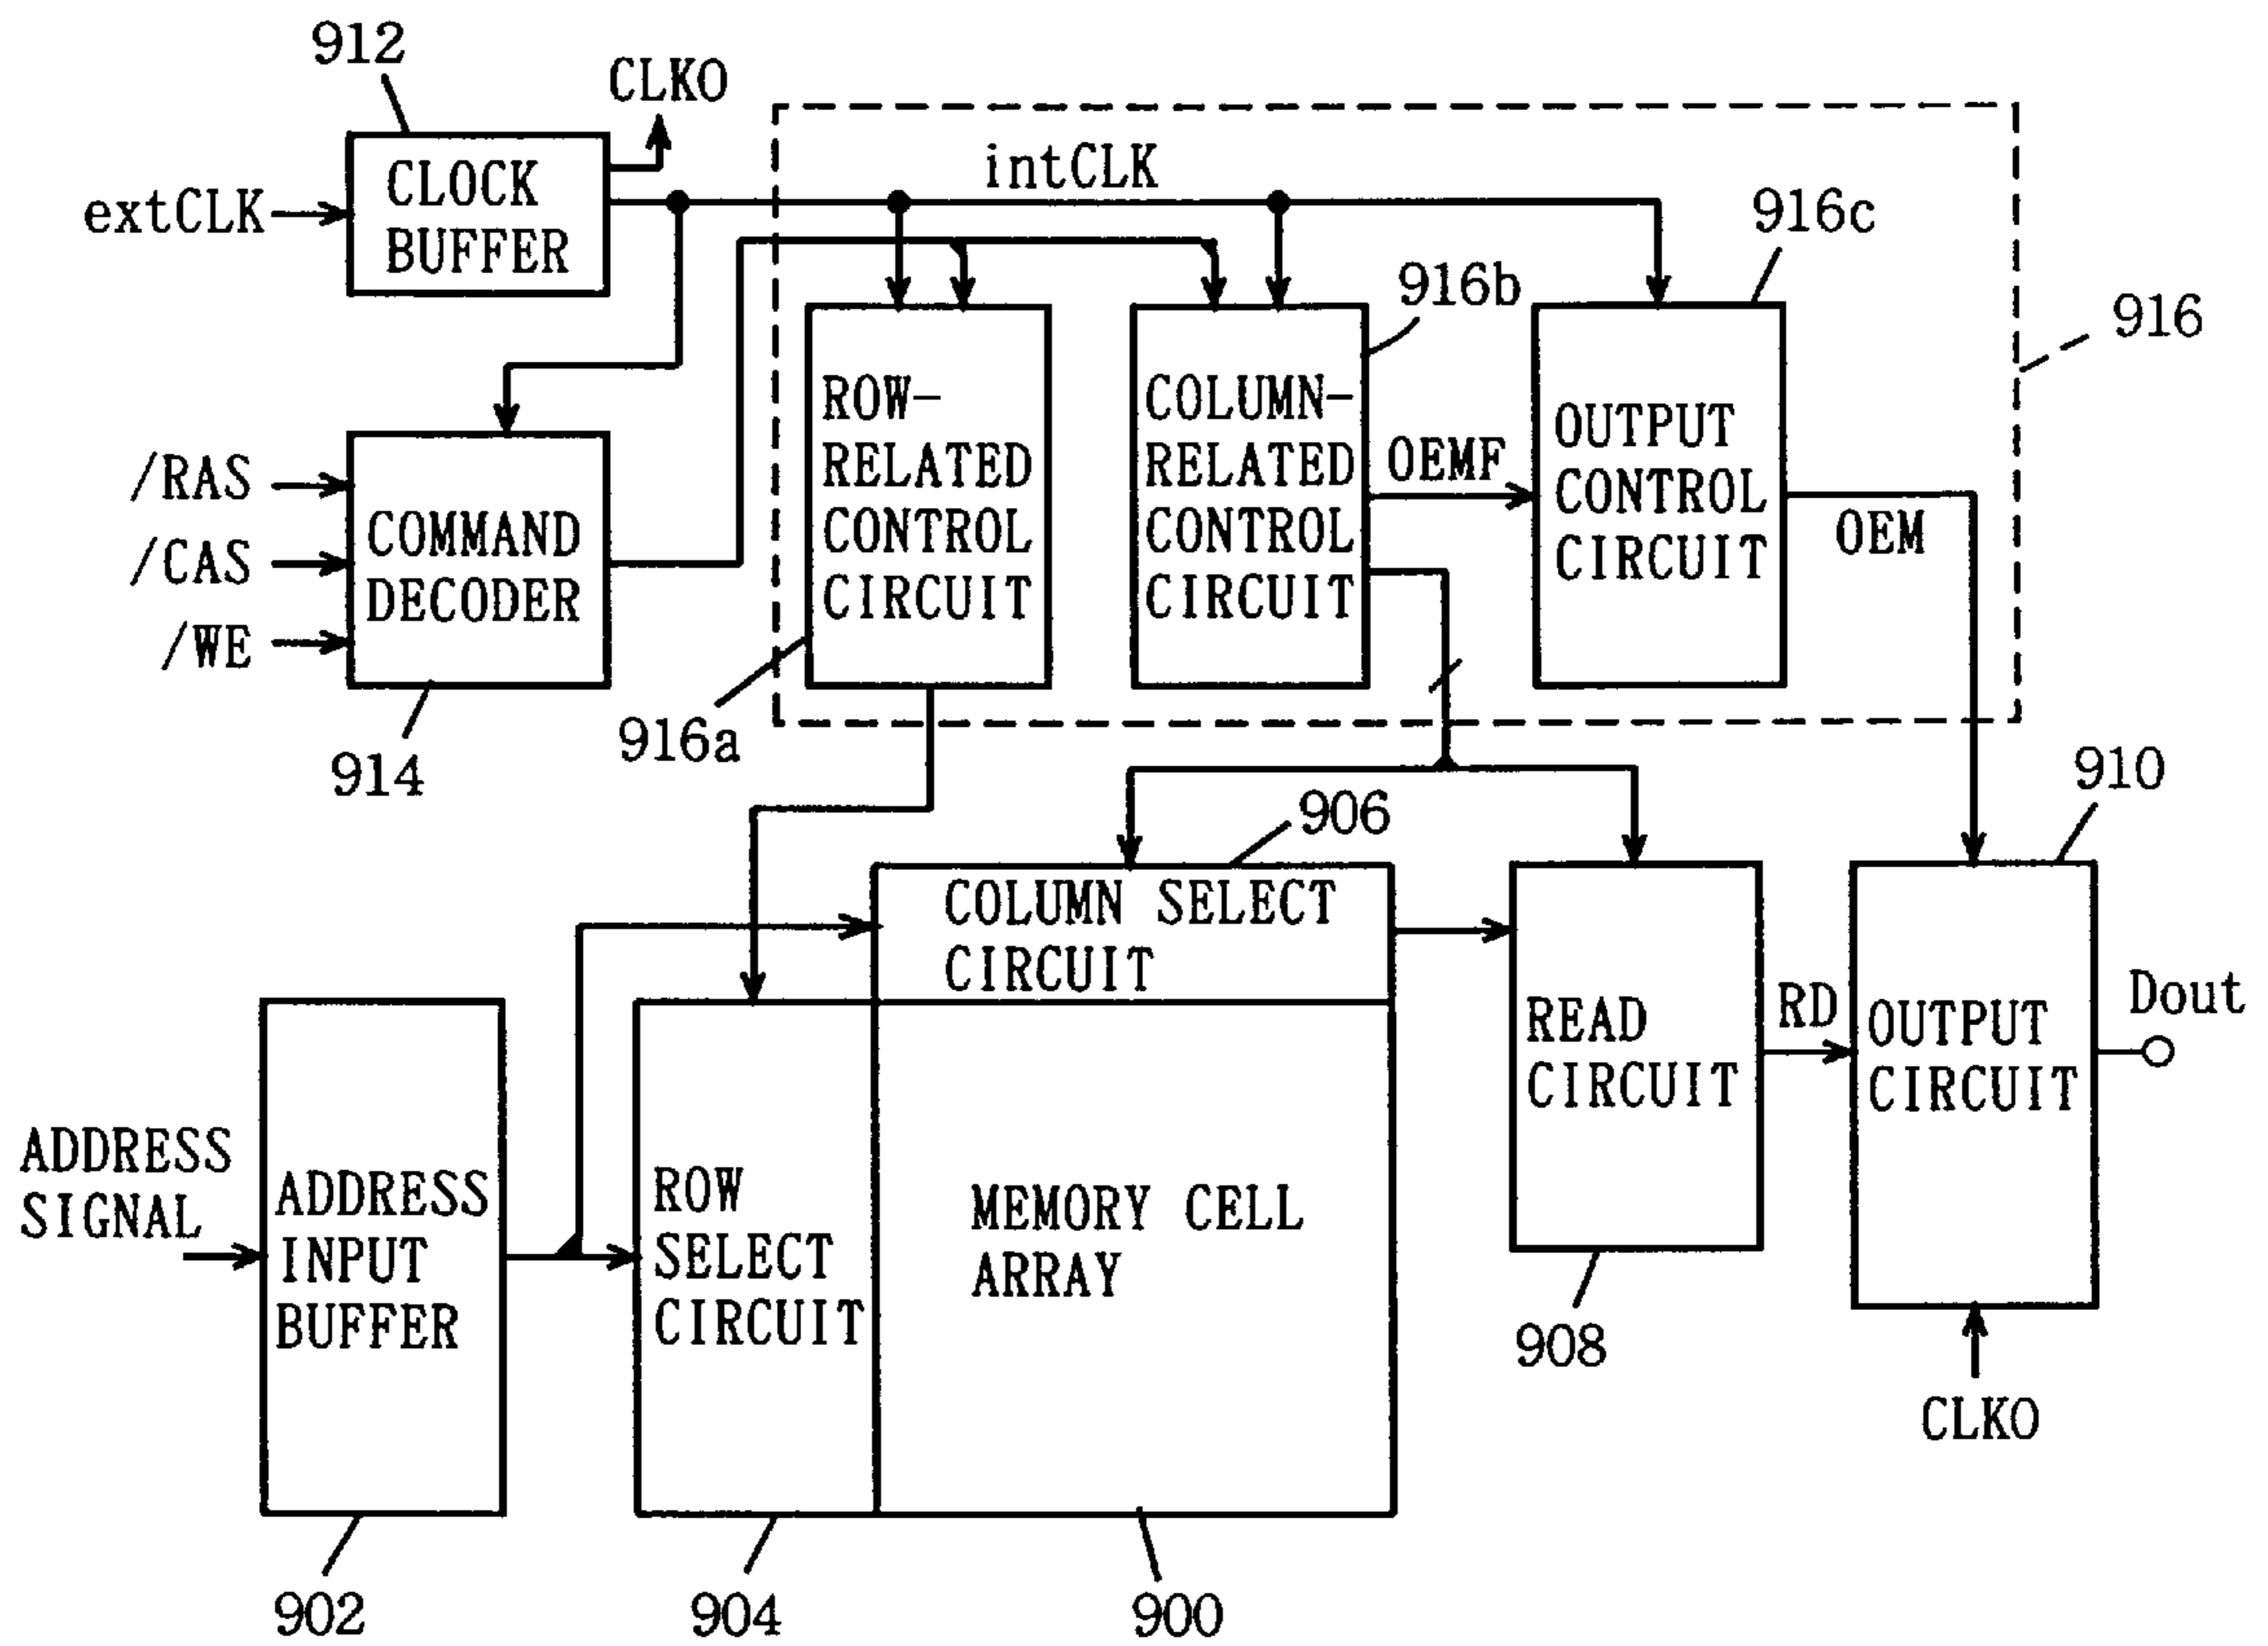 912
CLKO
CLOCK
BUFFER
extCLK
intCLK
916c
916b
916
ROW-
RELATED
CONTROL
CIRCUIT
COLUMN-
RELATED
CONTROL
CIRCUIT
OEMF
OUTPUT
CONTROL
CIRCUIT
OEM
/RAS
/CAS
/WE
COMMAND
DECODER
914
916a
906
910
COLUMN SELECT
CIRCUIT
READ
CIRCUIT
RD
OUTPUT
CIRCUIT
Dout
ADDRESS
SIGNAL
ADDRESS
INPUT
BUFFER
ROW
SELECT
CIRCUIT
MEMORY CELL
ARRAY
908
CLKO
902
904
900